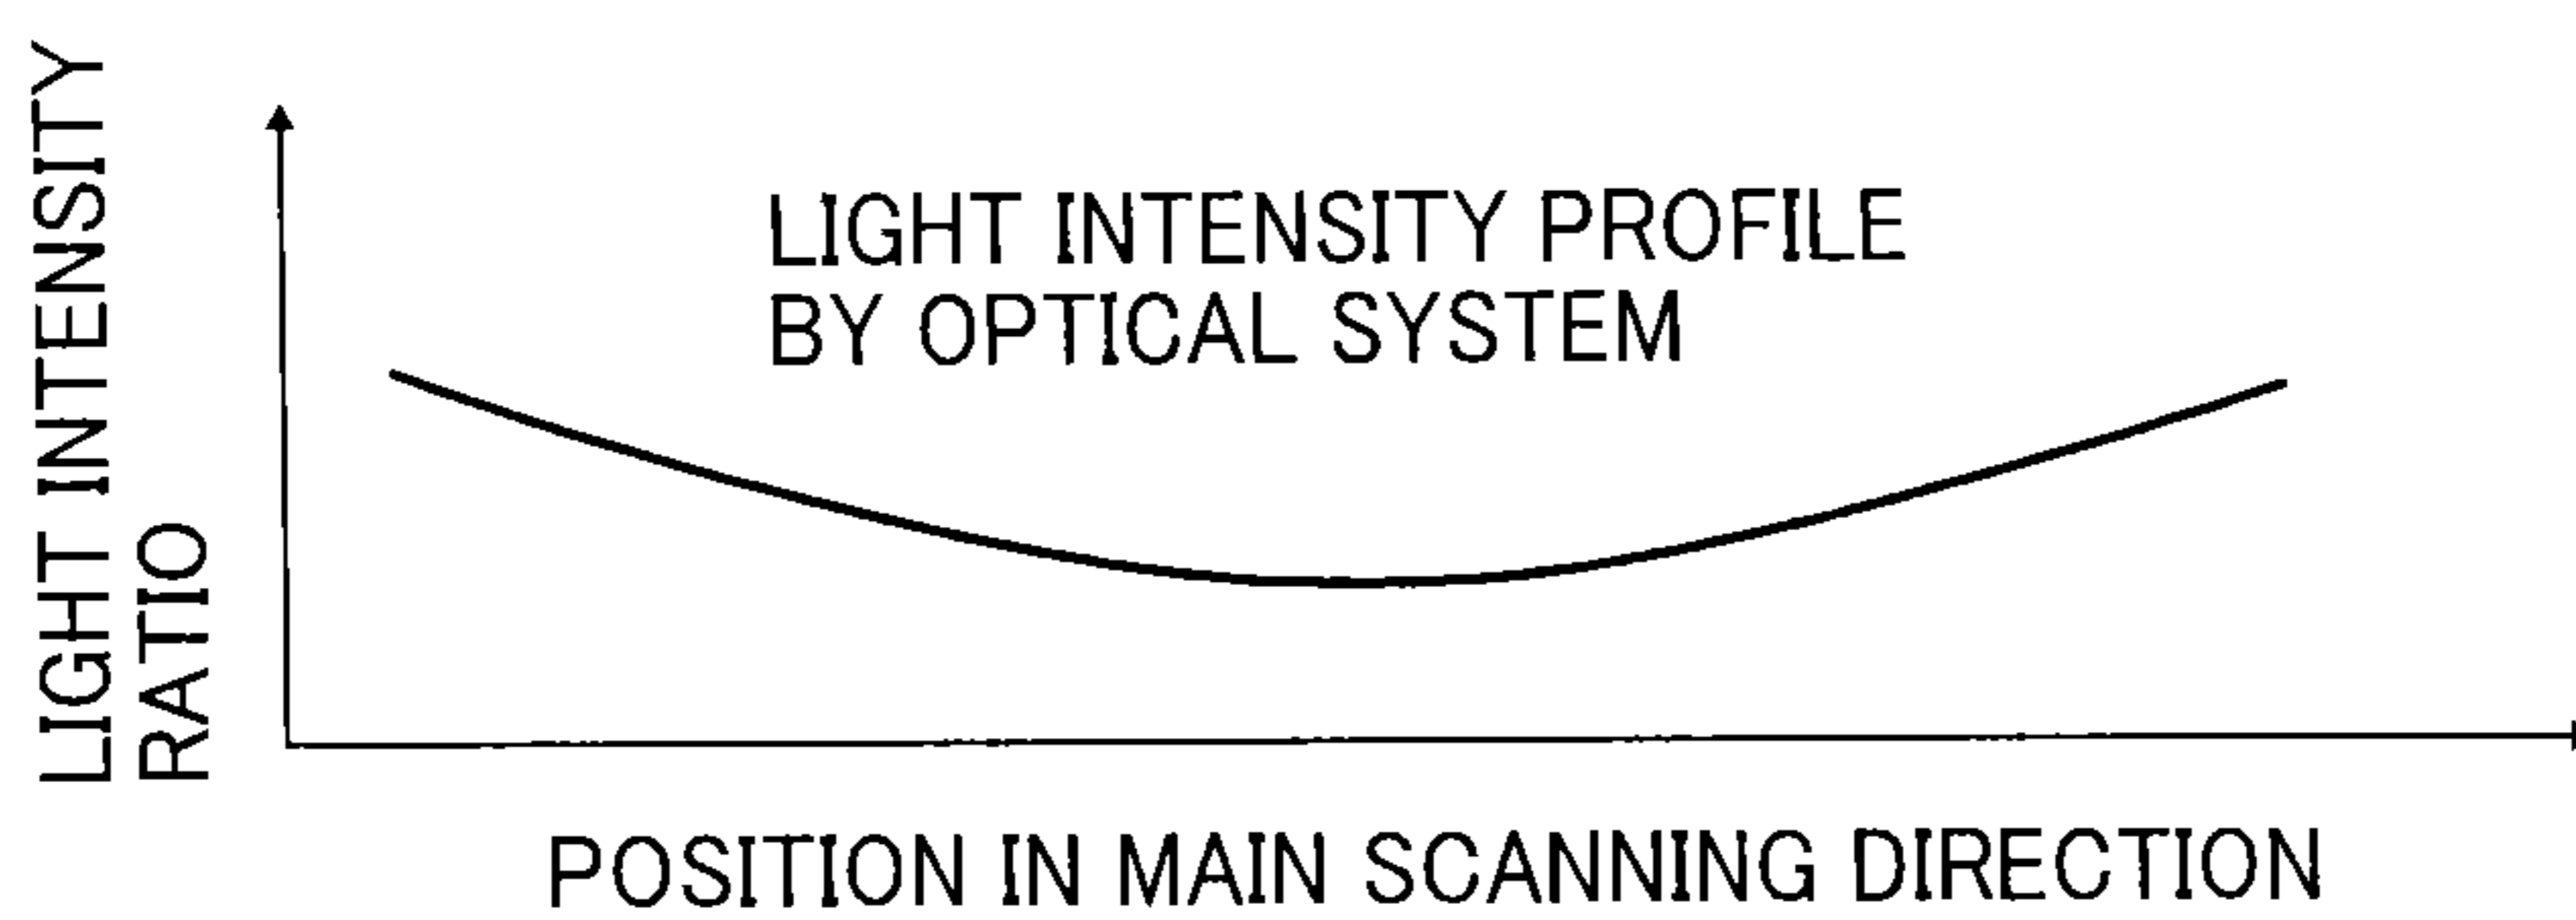 LIGHT INTENSITY
RATIO
LIGHT INTENSITY PROFILE
BY OPTICAL SYSTEM
POSITION IN MAIN SCANNING DIRECTION